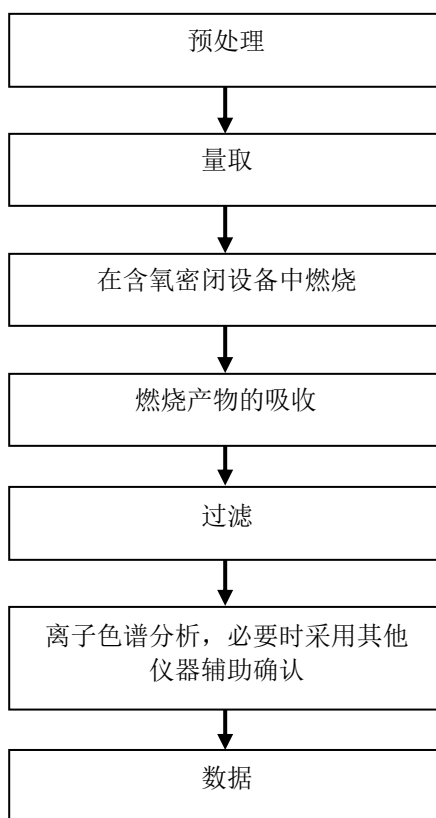 预处理
量取
在含氧密闭设备中燃烧
燃烧产物的吸收
过滤
离子色谱分析，必要时采用其他
仪器辅助确认
数据